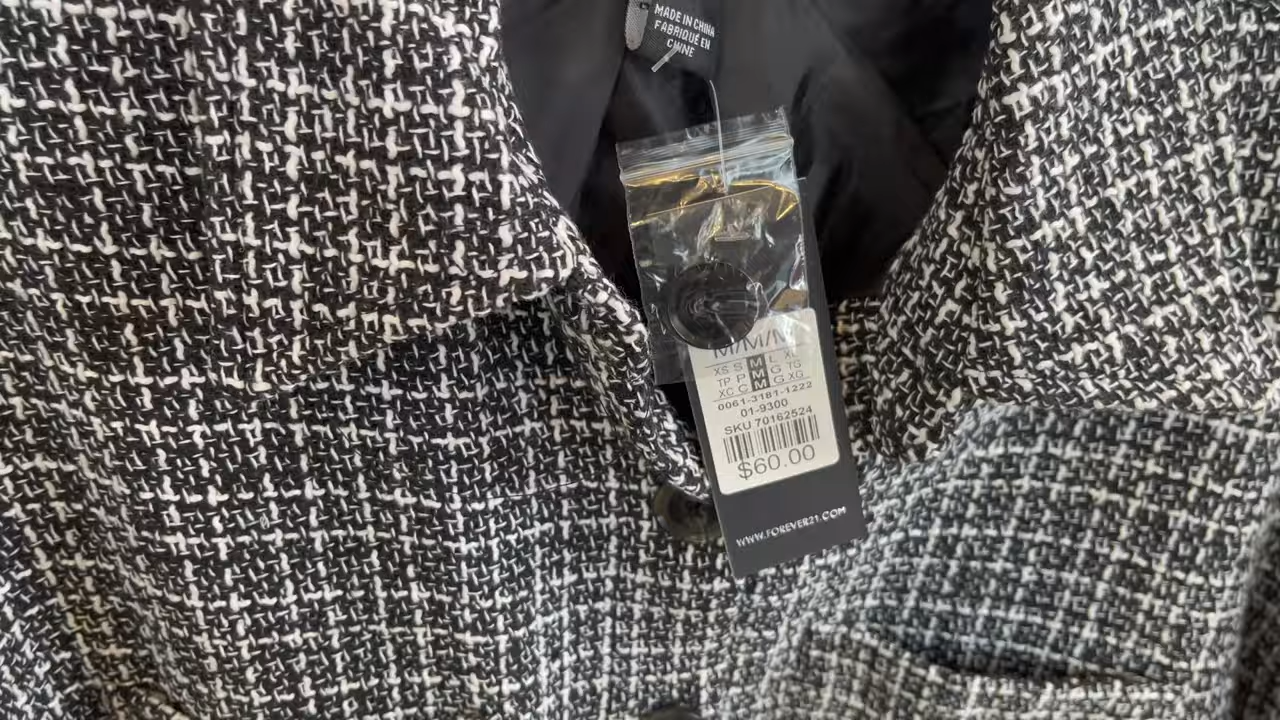 MADE IN CHINA
FABRIQUÉ EN
CHINE
M/M/M
XS S M L XL
TP P M G TG
XC C M G XG
0061-3181-1222
01-9300
SKU 70162524
$60.00
WWW.FOREVER21.COM